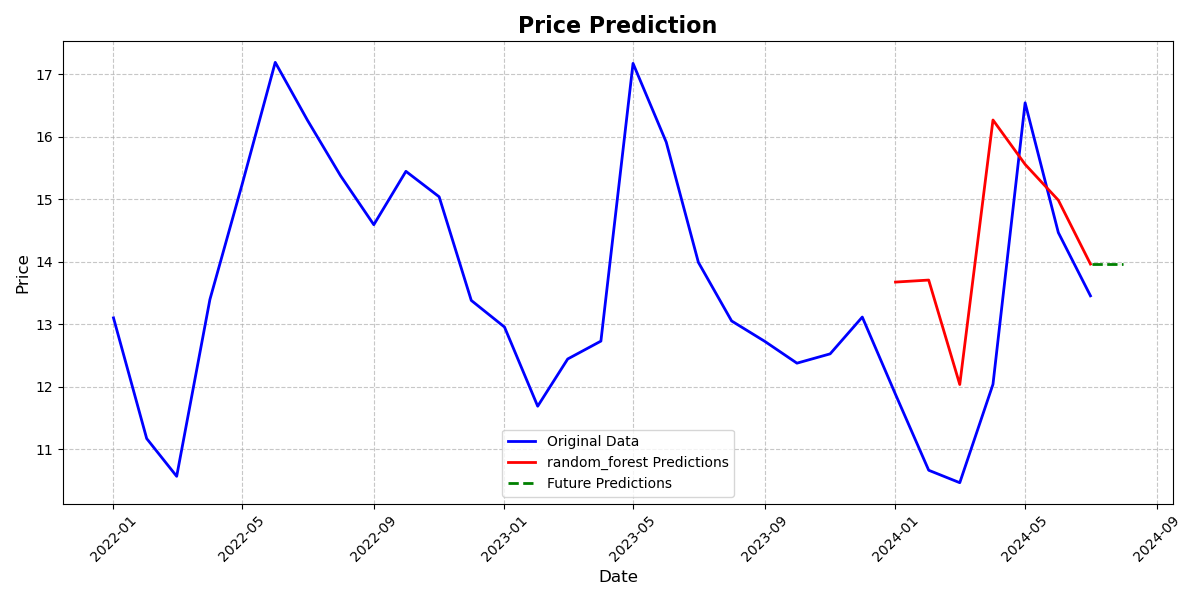 Price Prediction
Price
17
16
15
14
13
12
11
Original Data
random_forest Predictions
Future Predictions
2022-01
2022-05
2022-09
2023-01
2023-05
2023-09
2024-01
2024-05
2024-09
Date